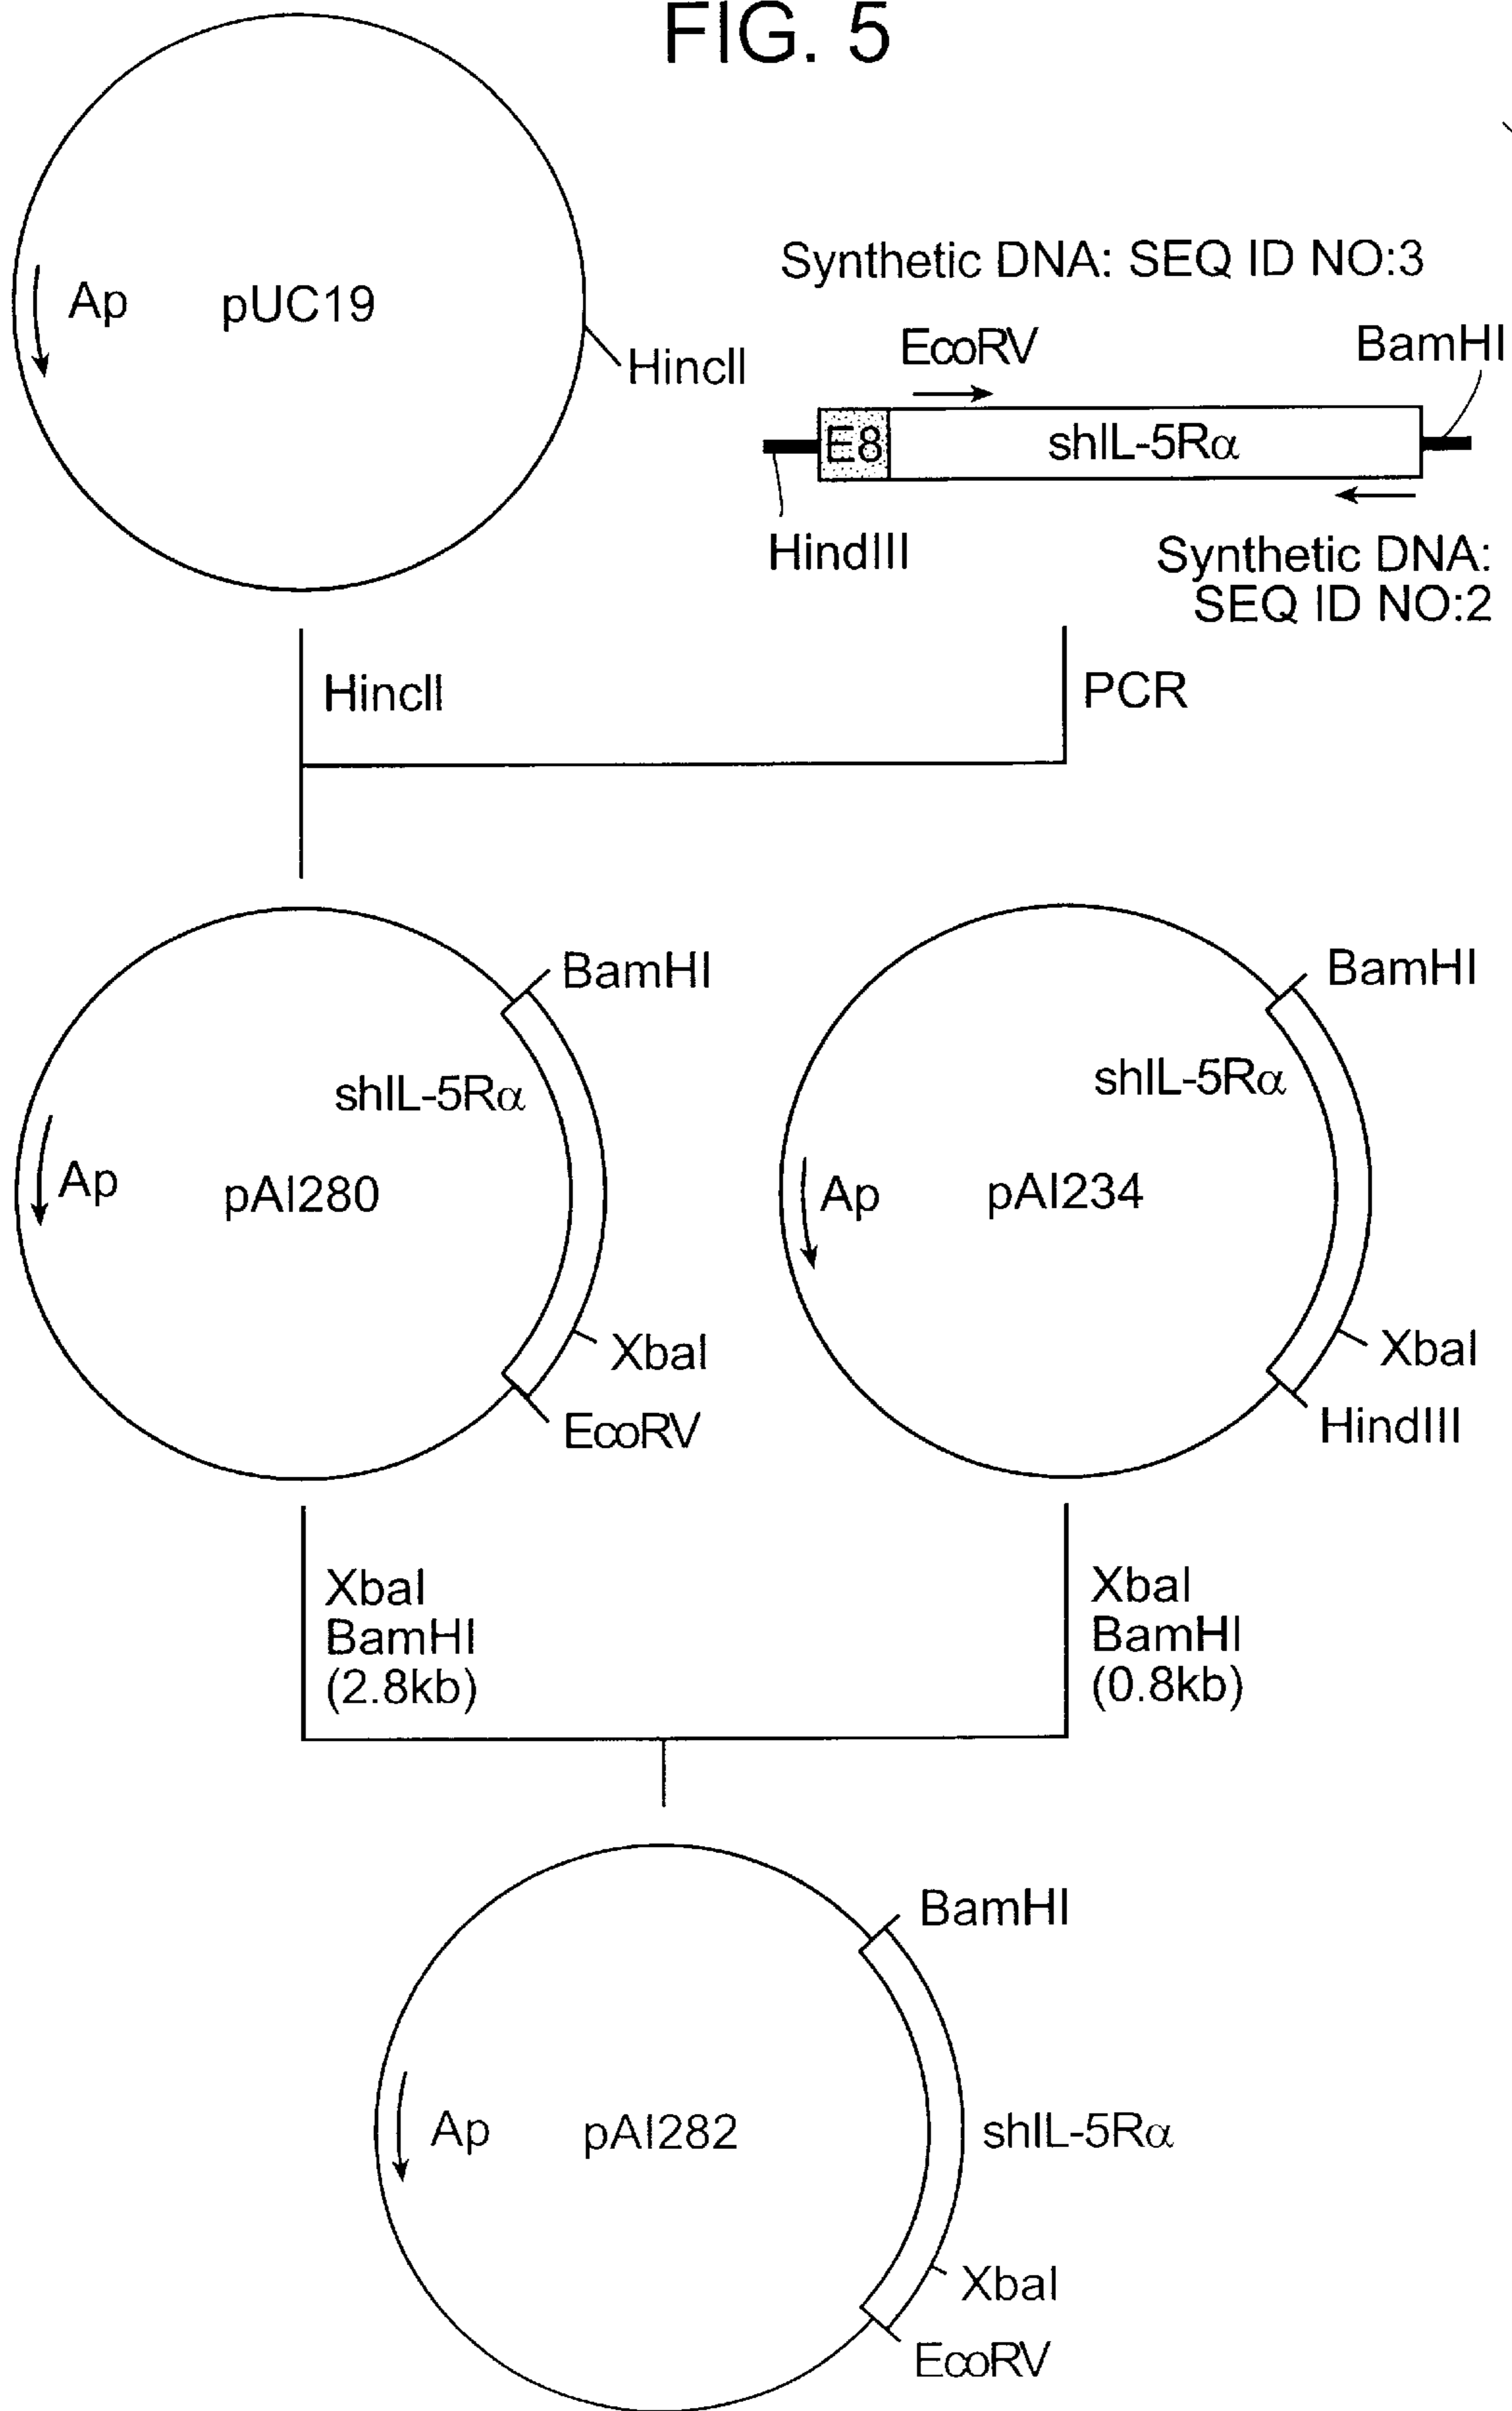 FIG. 5
Ap
pUC19
HincII
Synthetic DNA: SEQ ID NO:3
EcoRV
BamHI
E8
shIL-5Rα
HindIII
Synthetic DNA:
SEQ ID NO:2
HincII
PCR
BamHI
shIL-5Rα
Ap
pAI280
XbaI
EcoRV
BamHI
shIL-5Rα
Ap
pAI234
XbaI
HindIII
XbaI
BamHI
(2.8kb)
XbaI
BamHI
(0.8kb)
BamHI
Ap
pAI282
shIL-5Rα
XbaI
EcoRV